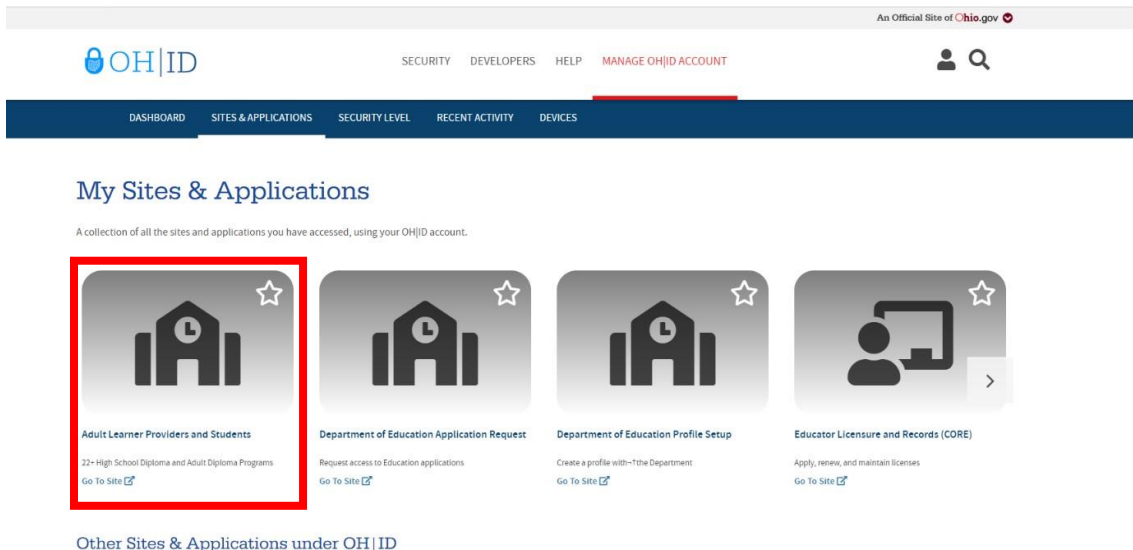 An Official Site of Ohio.gov
OH|ID
SECURITY DEVELOPERS HELP MANAGE OH|ID ACCOUNT
DASHBOARD SITES & APPLICATIONS SECURITY LEVEL RECENT ACTIVITY DEVICES
My Sites & Applications
A collection of all the sites and applications you have accessed, using your OH|ID account.
Adult Learner Providers and Students
22+ High School Diploma and Adult Diploma Programs
Go To Site
Department of Education Application Request
Request access to Education applications
Go To Site
Department of Education Profile Setup
Create a profile with¬†the Department
Go To Site
Educator Licensure and Records (CORE)
Apply, renew, and maintain licenses
Go To Site
Other Sites & Applications under OH|ID